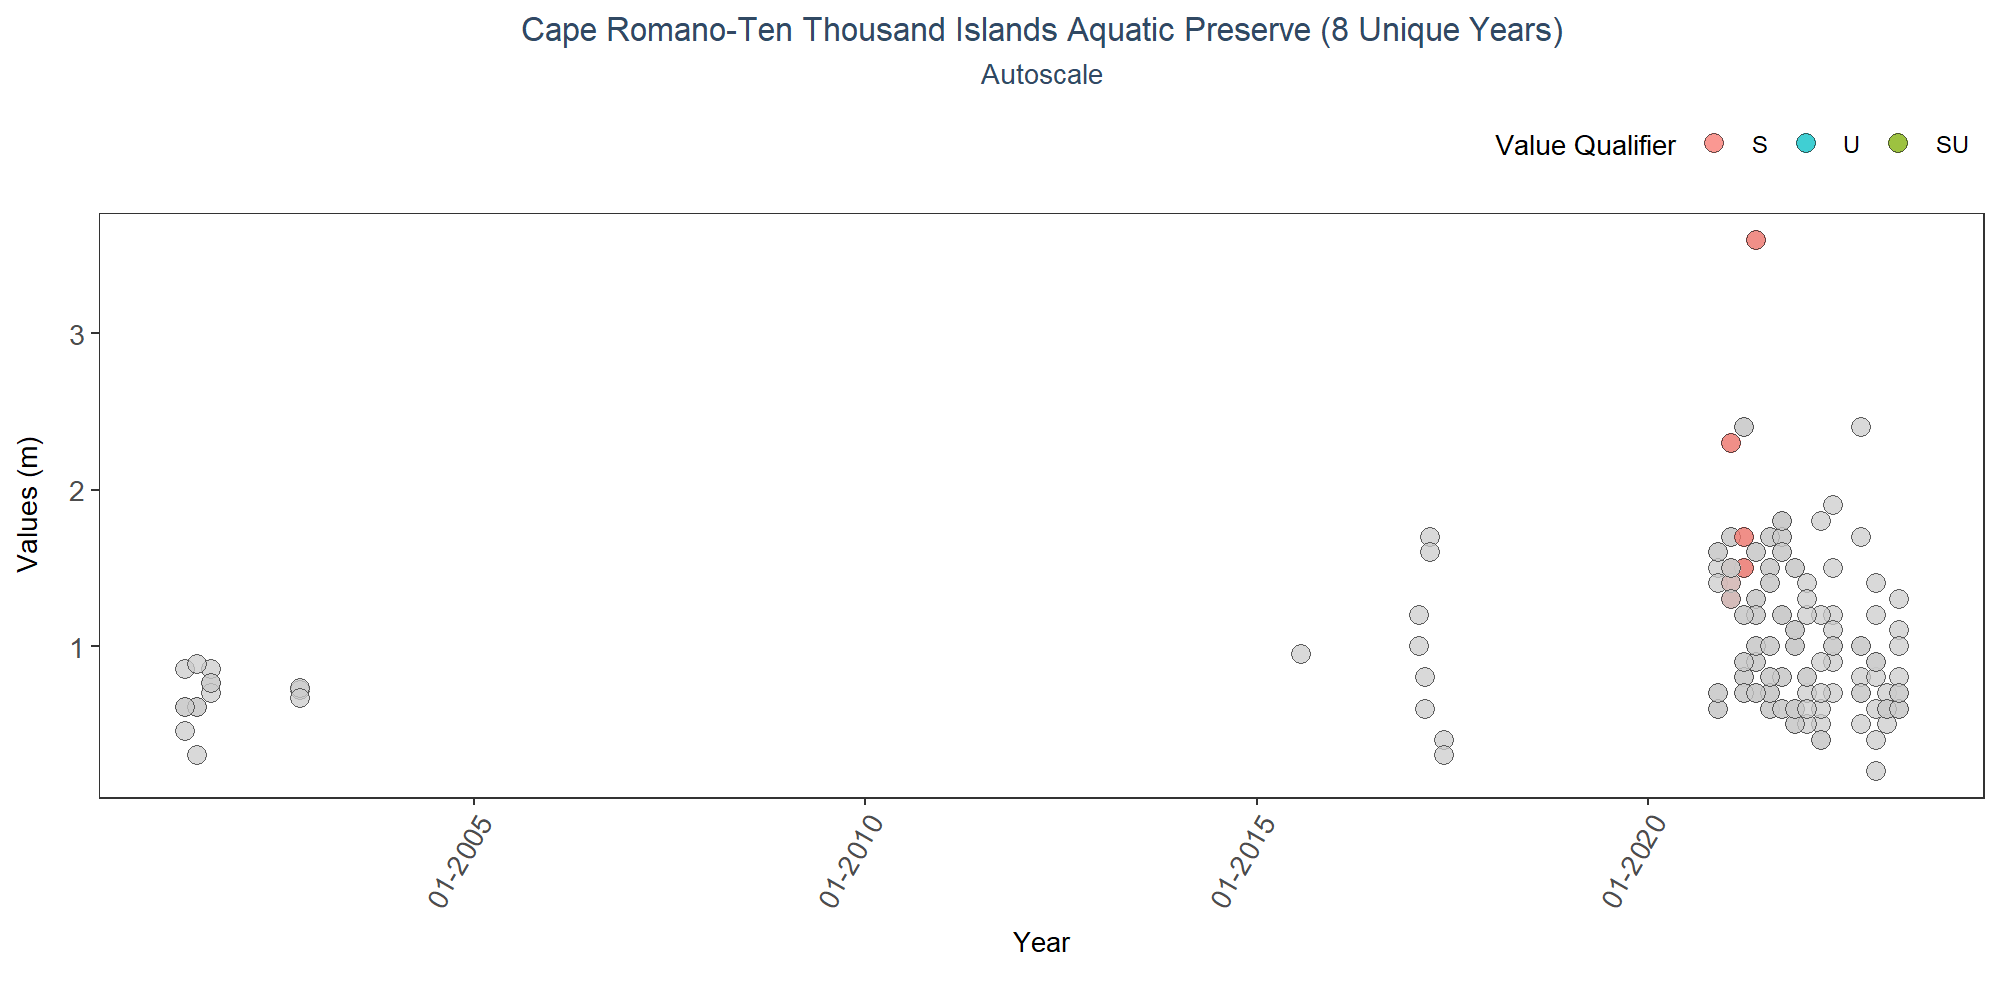 Cape Romano-Ten Thousand Islands Aquatic Preserve (8 Unique Years)
Autoscale
Value Qualifier S U SU
Values (m)
3
2
1
01-2005 01-2010 01-2015 01-2020
Year